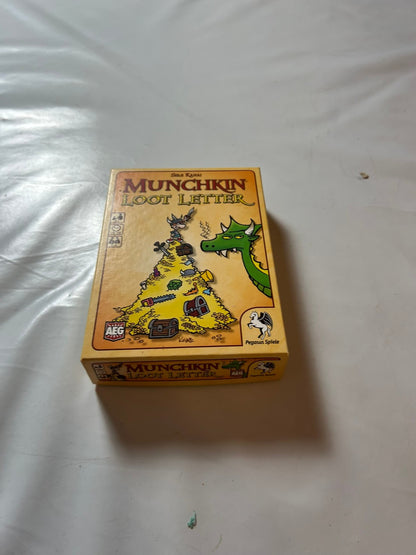 Seiji Kanai
MUNCHKIN
LOOT LETTER
AEG
Pegasus Spiele
MUNCHKIN
LOOT LETTER